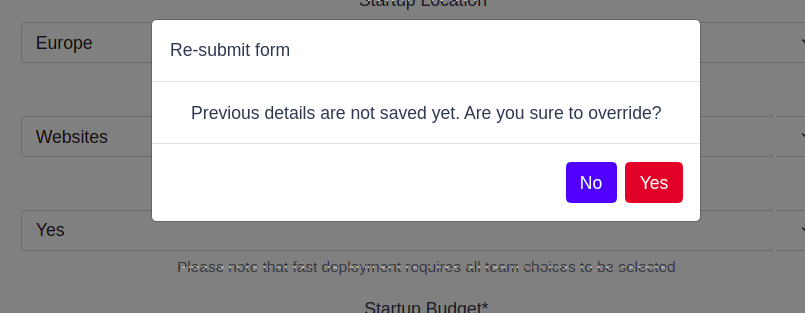 Startup Location
Europe
Re-submit form
Previous details are not saved yet. Are you sure to override?
Websites
No Yes
Yes
Please note that fast deployment requires all team choices to be selected
Startup Budget*